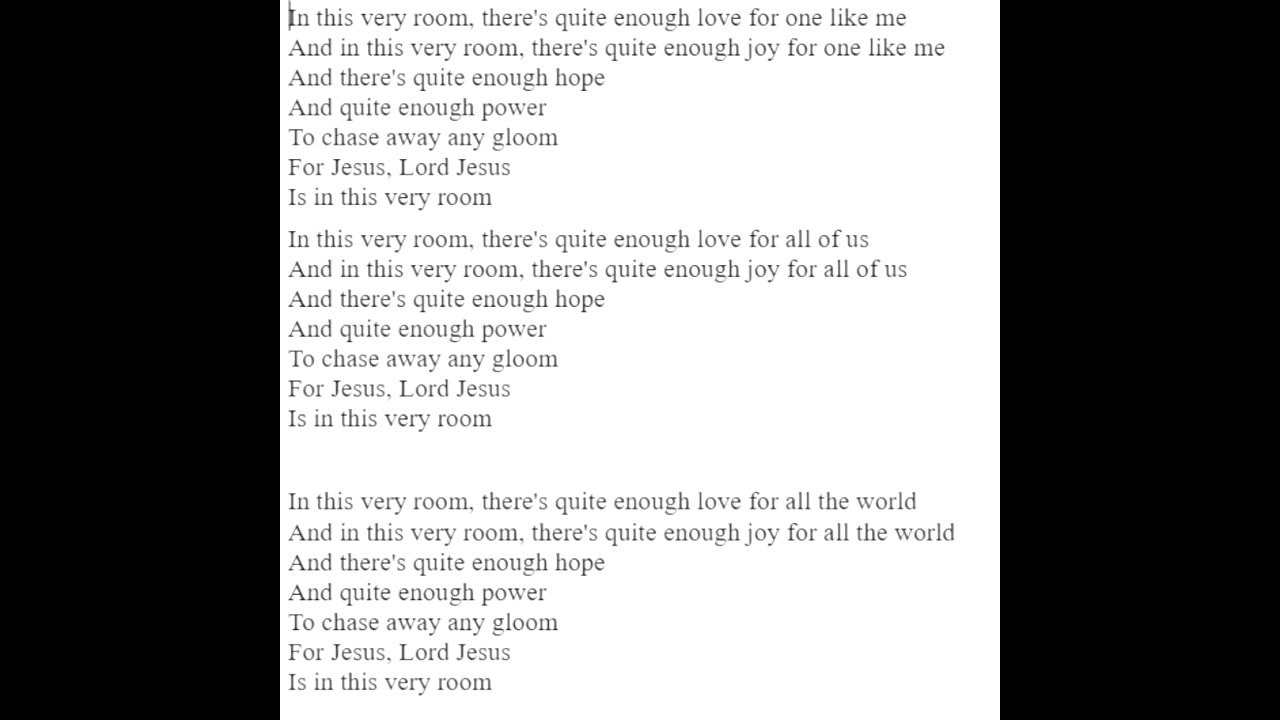 In this very room, there's quite enough love for one like me
And in this very room, there's quite enough joy for one like me
And there's quite enough hope
And quite enough power
To chase away any gloom
For Jesus, Lord Jesus
Is in this very room
In this very room, there's quite enough love for all of us
And in this very room, there's quite enough joy for all of us
And there's quite enough hope
And quite enough power
To chase away any gloom
For Jesus, Lord Jesus
Is in this very room
In this very room, there's quite enough love for all the world
And in this very room, there's quite enough joy for all the world
And there's quite enough hope
And quite enough power
To chase away any gloom
For Jesus, Lord Jesus
Is in this very room